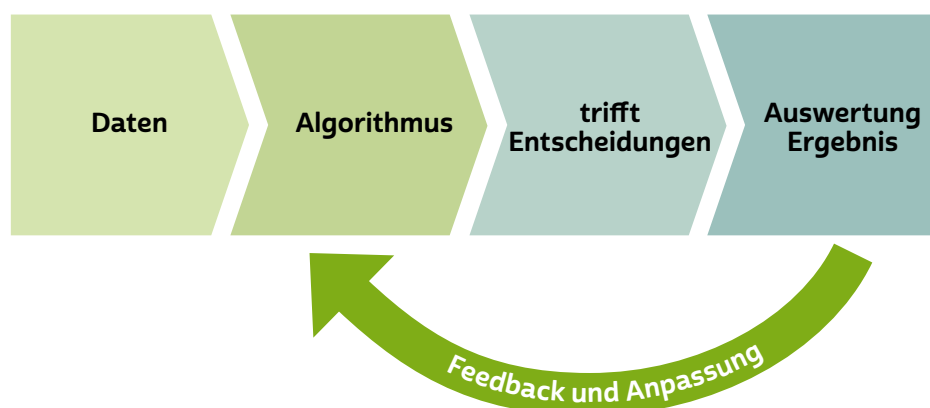 Daten
Algorithmus
trifft
Entscheidungen
Auswertung
Ergebnis
Feedback und Anpassung